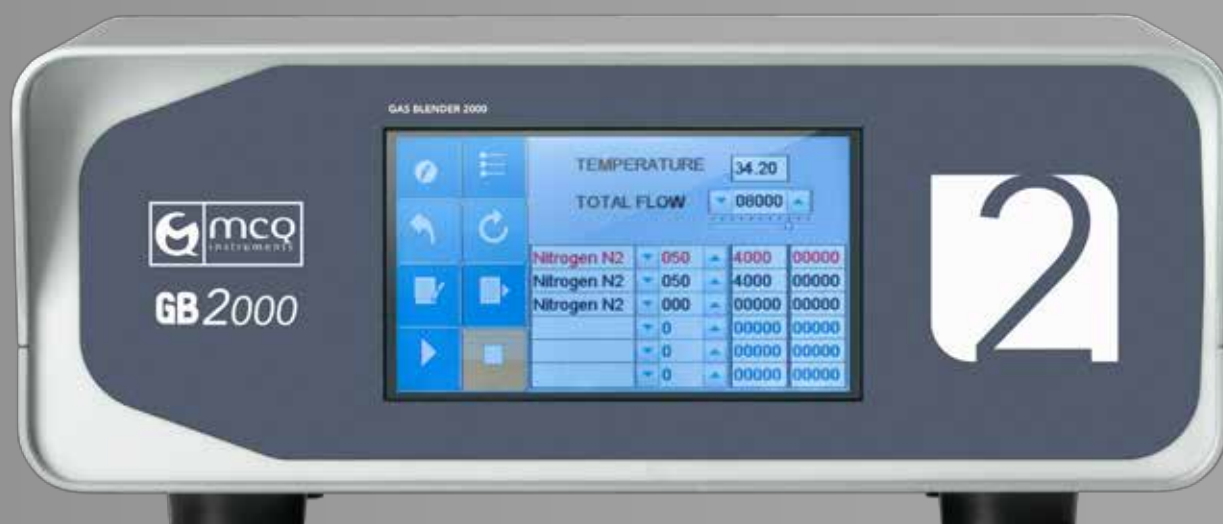 GAS BLENDER 2000
TEMPERATURE 34.20
TOTAL FLOW 08000
Nitrogen N2 050 4000 00000
Nitrogen N2 050 4000 00000
Nitrogen N2 000 00000 00000
0 00000 00000
0 00000 00000
0 00000 00000
mcq
instruments
GB2000
2